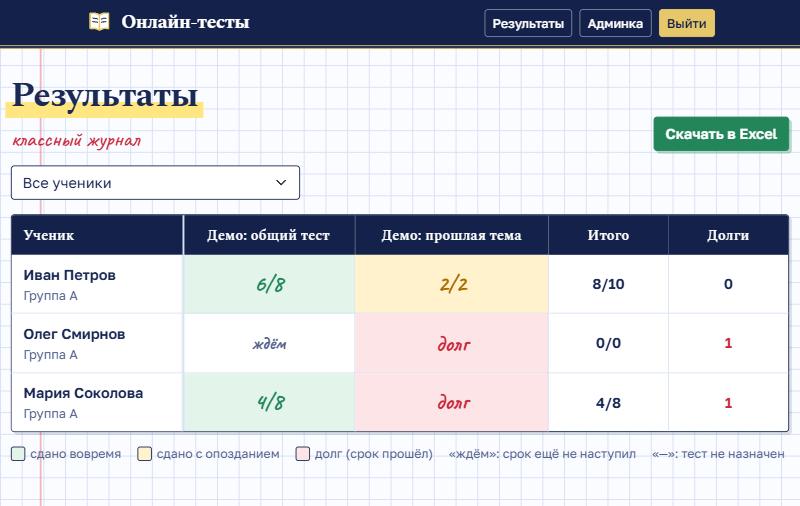 Онлайн-тесты
Результаты Админка Выйти
Результаты
классный журнал
Скачать в Excel
Все ученики
Ученик Демо: общий тест Демо: прошлая тема Итого Долги
Иван Петров
Группа А
6/8 2/2 8/10 0
Олег Смирнов
Группа А
ждём долг 0/0 1
Мария Соколова
Группа А
4/8 долг 4/8 1
сдано вовремя сдано с опозданием долг (срок прошёл) «ждём»: срок ещё не наступил «—»: тест не назначен